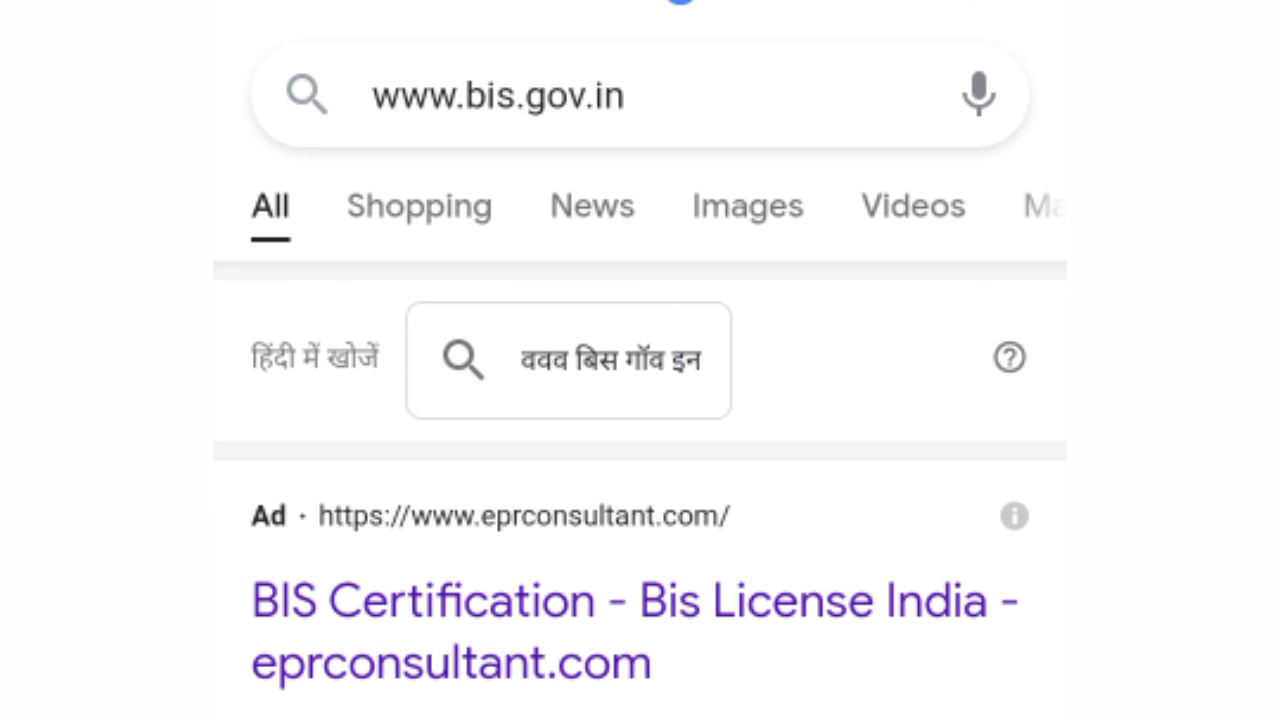 www.bis.gov.in
All Shopping News Images Videos Ma
हिंदी में खोजें ववव बिस गॉव इन
Ad · https://www.eprconsultant.com/
BIS Certification - Bis License India -
eprconsultant.com